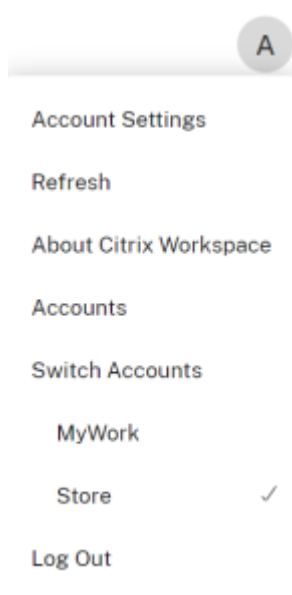 A
Account Settings
Refresh
About Citrix Workspace
Accounts
Switch Accounts
MyWork
Store
Log Out